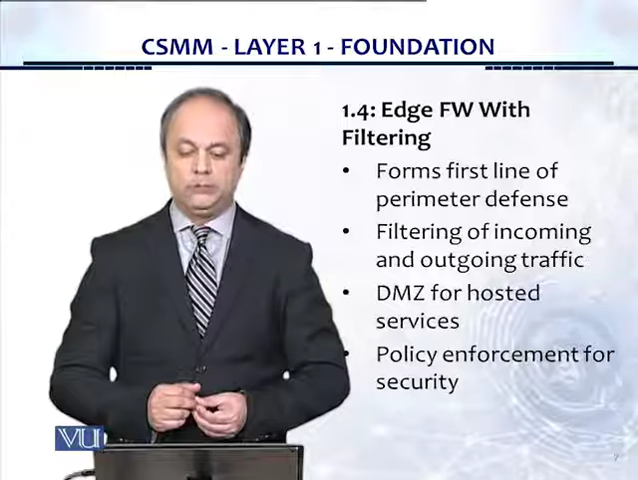 CSMM - LAYER 1 - FOUNDATION
1.4: Edge FW With
Filtering
• Forms first line of
perimeter defense
• Filtering of incoming
and outgoing traffic
• DMZ for hosted
services
• Policy enforcement for
security
VU
7